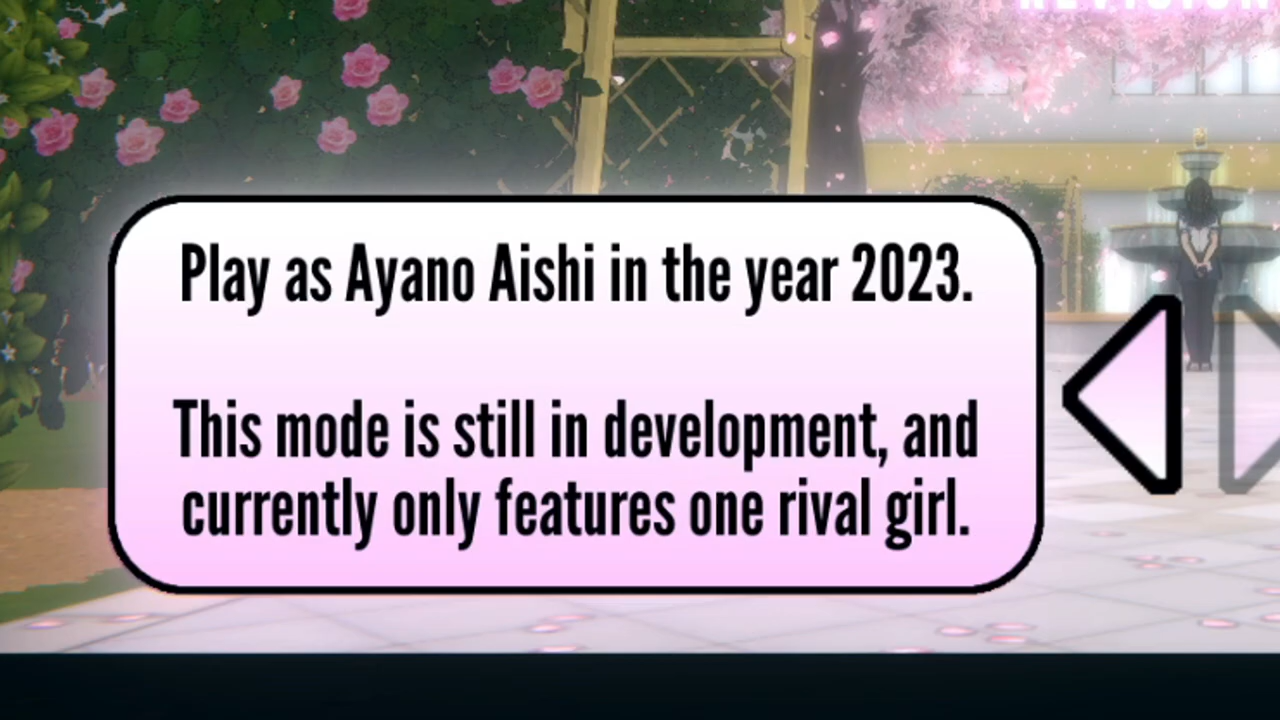 Play as Ayano Aishi in the year 2023.
This mode is still in development, and
currently only features one rival girl.